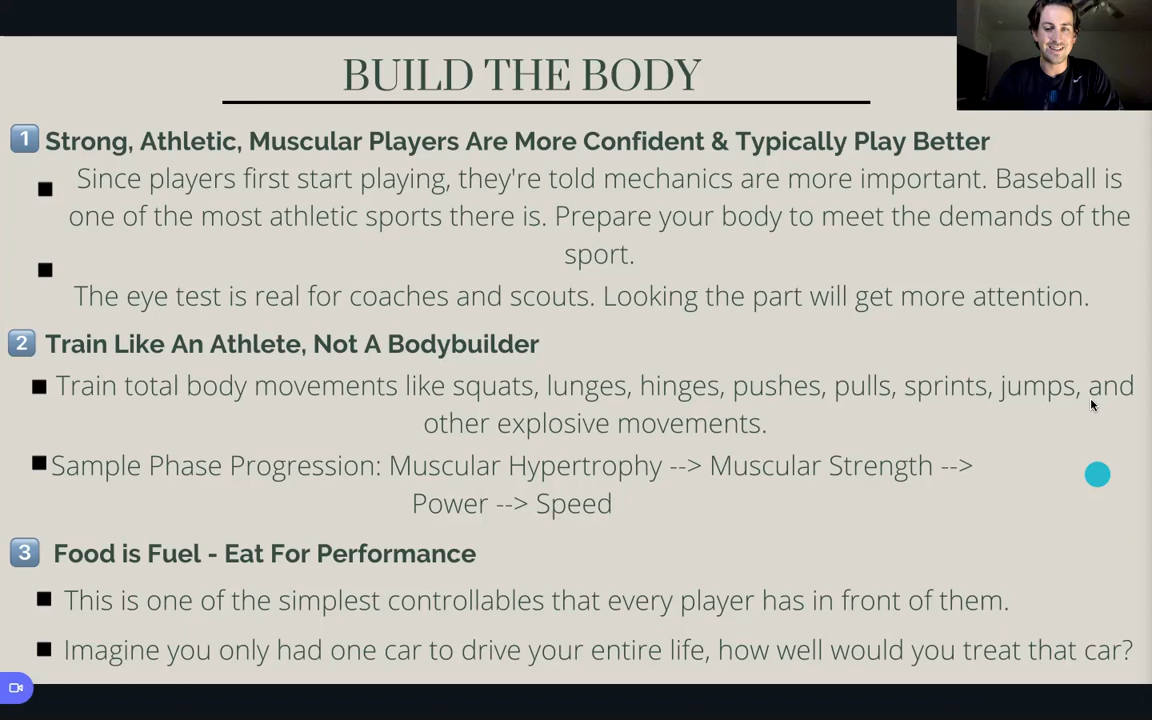 BUILD THE BODY
1 Strong, Athletic, Muscular Players Are More Confident & Typically Play Better
Since players first start playing, they're told mechanics are more important. Baseball is
one of the most athletic sports there is. Prepare your body to meet the demands of the
sport.
The eye test is real for coaches and scouts. Looking the part will get more attention.
2 Train Like An Athlete, Not A Bodybuilder
Train total body movements like squats, lunges, hinges, pushes, pulls, sprints, jumps, and
other explosive movements.
Sample Phase Progression: Muscular Hypertrophy --> Muscular Strength -->
Power --> Speed
3 Food is Fuel - Eat For Performance
This is one of the simplest controllables that every player has in front of them.
Imagine you only had one car to drive your entire life, how well would you treat that car?